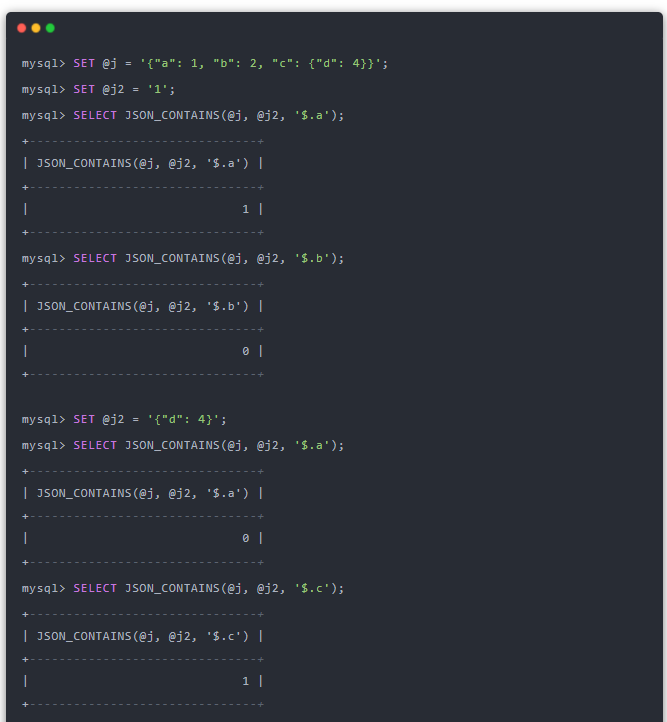 mysql> SET @j = '{"a": 1, "b": 2, "c": {"d": 4}}';
mysql> SET @j2 = '1';
mysql> SELECT JSON_CONTAINS(@j, @j2, '$.a');
+-------------------------------+
| JSON_CONTAINS(@j, @j2, '$.a') |
+-------------------------------+
|                             1 |
+-------------------------------+
mysql> SELECT JSON_CONTAINS(@j, @j2, '$.b');
+-------------------------------+
| JSON_CONTAINS(@j, @j2, '$.b') |
+-------------------------------+
|                             0 |
+-------------------------------+
mysql> SET @j2 = '{"d": 4}';
mysql> SELECT JSON_CONTAINS(@j, @j2, '$.a');
+-------------------------------+
| JSON_CONTAINS(@j, @j2, '$.a') |
+-------------------------------+
|                             0 |
+-------------------------------+
mysql> SELECT JSON_CONTAINS(@j, @j2, '$.c');
+-------------------------------+
| JSON_CONTAINS(@j, @j2, '$.c') |
+-------------------------------+
|                             1 |
+-------------------------------+